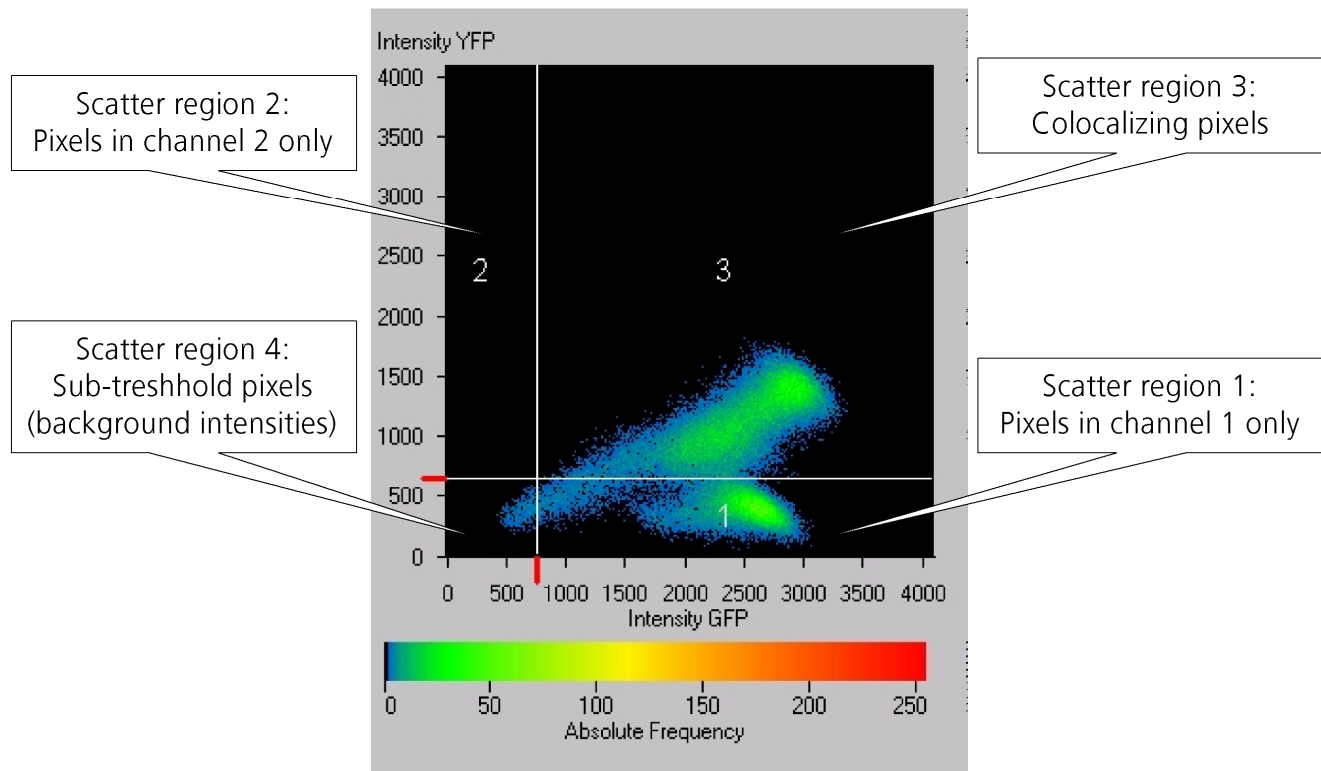 Intensity YFP
Scatter region 2:
Pixels in channel 2 only
Scatter region 3:
Colocalizing pixels
Scatter region 4:
Sub-treshhold pixels
(background intensities)
Scatter region 1:
Pixels in channel 1 only
4000
3500
3000
2500
2000
1500
1000
500
0
2
3
1
0 500 1000 1500 2000 2500 3000 3500 4000
Intensity GFP
0 50 100 150 200 250
Absolute Frequency